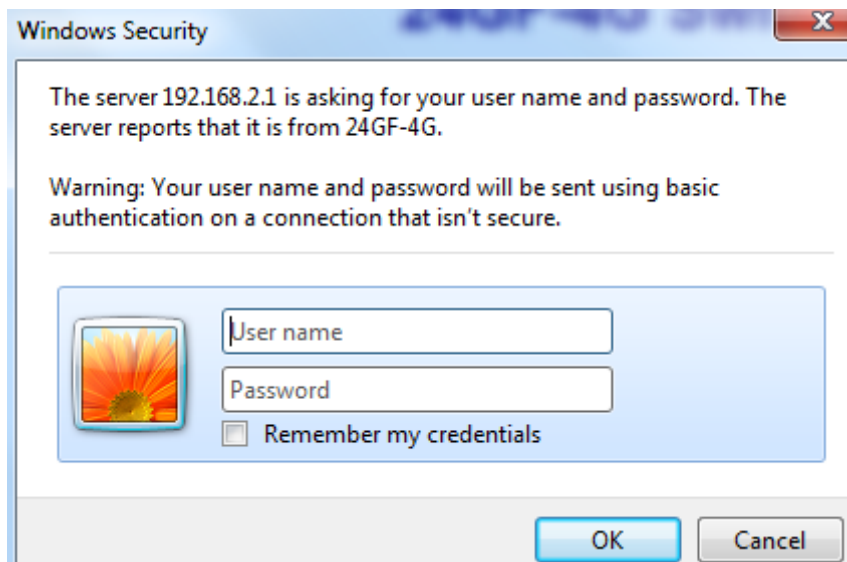 24GF-4G
Windows Security
The server 192.168.2.1 is asking for your user name and password. The
server reports that it is from 24GF-4G.
Warning: Your user name and password will be sent using basic
authentication on a connection that isn't secure.
User name
Password
Remember my credentials
OK
Cancel